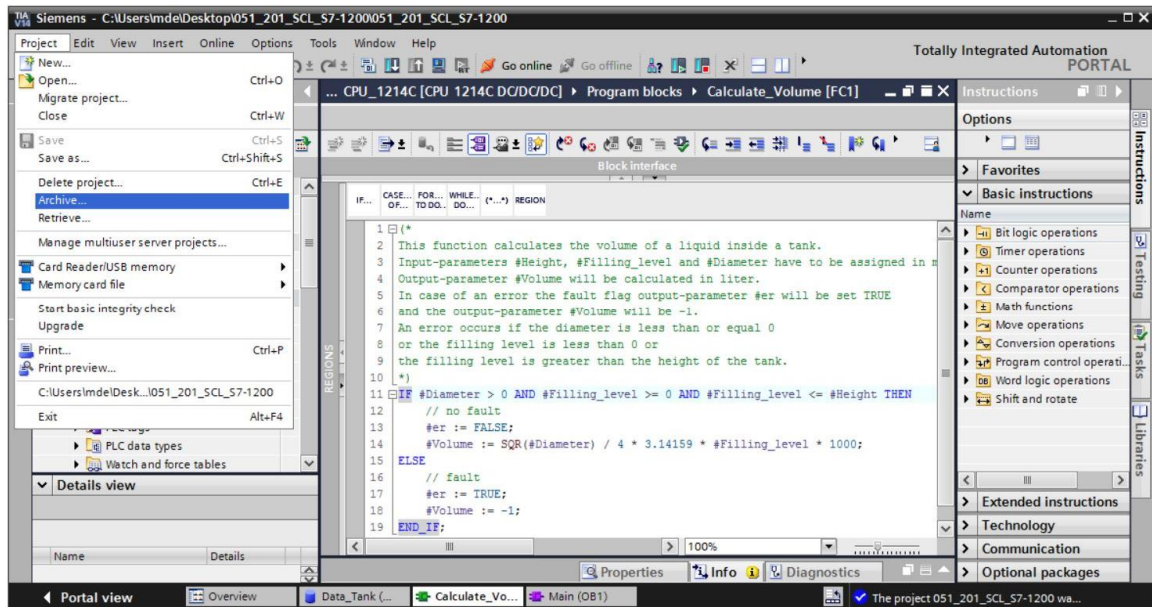 TIA V14 Siemens - C:\Users\mde\Desktop\051_201_SCL_S7-1200\051_201_SCL_S7-1200
Project Edit View Insert Online Options Tools Window Help
Totally Integrated Automation
PORTAL
Go online Go offline
New...
Open... Ctrl+O
Migrate project...
Close Ctrl+W
Save Ctrl+S
Save as... Ctrl+Shift+S
Delete project... Ctrl+E
Archive...
Retrieve...
Manage multiuser server projects...
Card Reader/USB memory
Memory card file
Start basic integrity check
Upgrade
Print... Ctrl+P
Print preview...
C:\Users\mde\Desk...\051_201_SCL_S7-1200
Exit Alt+F4
PLC data types
Watch and force tables
Details view
Name Details
... CPU_1214C [CPU 1214C DC/DC/DC] Program blocks Calculate_Volume [FC1]
Block interface
IF... CASE... OF... FOR... TO DO... WHILE... DO... (*...*) REGION
REGIONS
1 (*
2 This function calculates the volume of a liquid inside a tank.
3 Input-parameters #Height, #Filling_level and #Diameter have to be assigned in
4 Output-parameter #Volume will be calculated in liter.
5 In case of an error the fault flag output-parameter #er will be set TRUE
6 and the output-parameter #Volume will be -1.
7 An error occurs if the diameter is less than or equal 0
8 or the filling level is less than 0 or
9 the filling level is greater than the height of the tank.
10 *)
11 IF #Diameter > 0 AND #Filling_level >= 0 AND #Filling_level <= #Height THEN
12 // no fault
13 #er := FALSE;
14 #Volume := SQR(#Diameter) / 4 * 3.14159 * #Filling_level * 1000;
15 ELSE
16 // fault
17 #er := TRUE;
18 #Volume := -1;
19 END_IF;
100%
Properties Info Diagnostics
Instructions
Options
Favorites
Basic instructions
Name
Bit logic operations
Timer operations
Counter operations
Comparator operations
Math functions
Move operations
Conversion operations
Program control operati...
Word logic operations
Shift and rotate
Extended instructions
Technology
Communication
Optional packages
Instructions
Testing
Tasks
Libraries
Portal view Overview Data_Tank (... Calculate_Vo... Main (OB1) The project 051_201_SCL_S7-1200 wa...